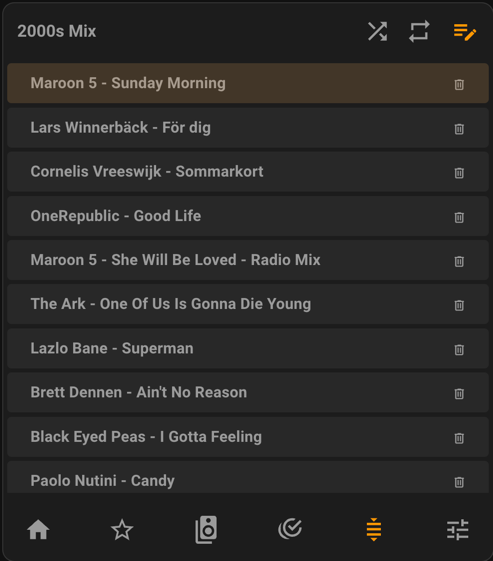 2000s Mix
Maroon 5 - Sunday Morning
Lars Winnerbäck - För dig
Cornelis Vreeswijk - Sommarkort
OneRepublic - Good Life
Maroon 5 - She Will Be Loved - Radio Mix
The Ark - One Of Us Is Gonna Die Young
Lazlo Bane - Superman
Brett Dennen - Ain't No Reason
Black Eyed Peas - I Gotta Feeling
Paolo Nutini - Candy